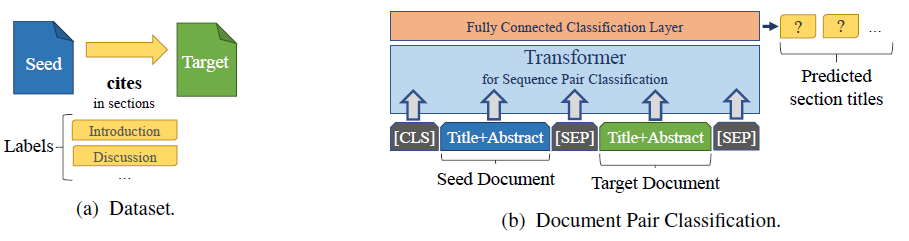 Seed
Target
cites
in sections
Labels
Introduction
Discussion
...
(a) Dataset.
Fully Connected Classification Layer
? ? ...
Transformer
for Sequence Pair Classification
Predicted
section titles
[CLS] Title+Abstract [SEP] Title+Abstract [SEP]
Seed Document
Target Document
(b) Document Pair Classification.